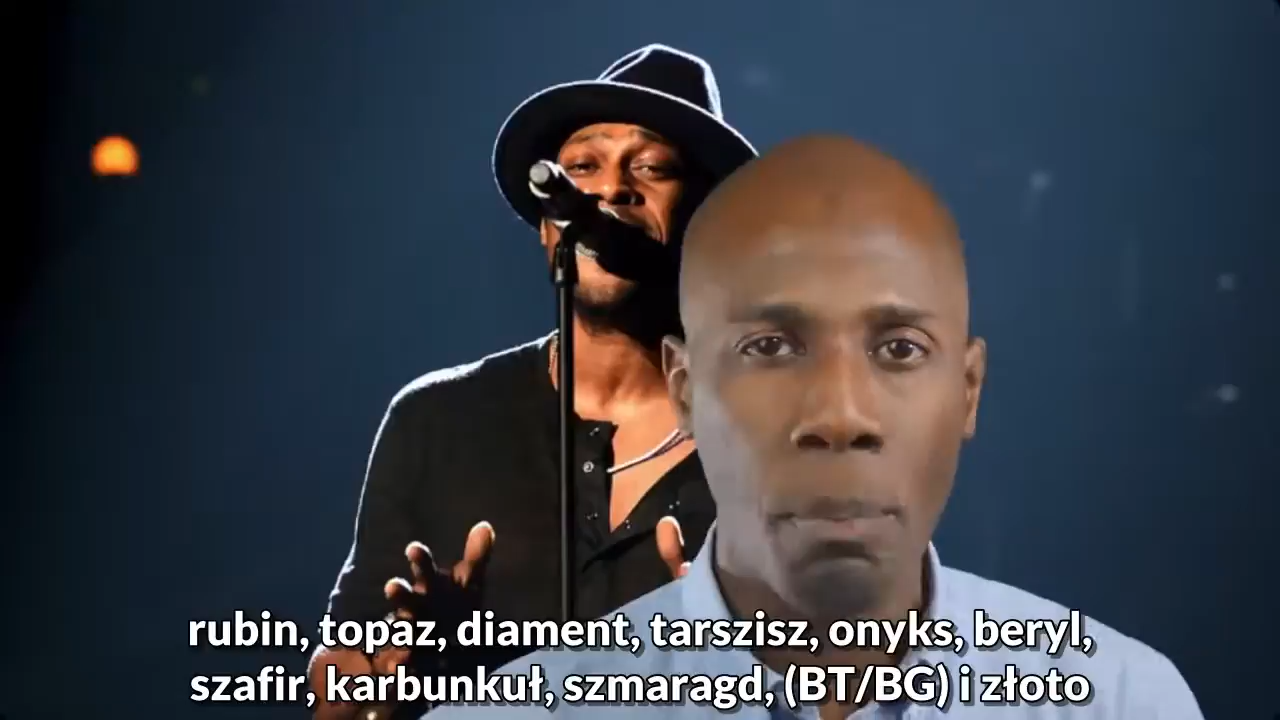 rubin, topaz, diament, tarszisz, onyks, beryl,
szafir, karbunkuł, szmaragd, (BT/BG) i złoto